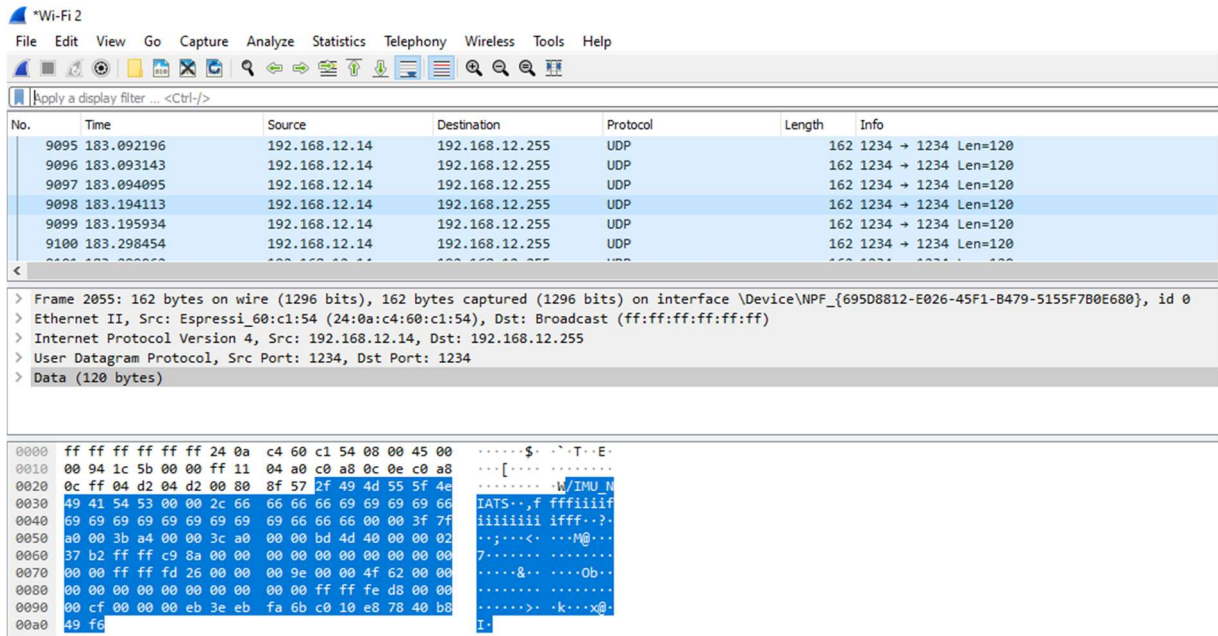 *Wi-Fi 2
File Edit View Go Capture Analyze Statistics Telephony Wireless Tools Help
Apply a display filter ... <Ctrl-/>
No. Time Source Destination Protocol Length Info
9095 183.092196 192.168.12.14 192.168.12.255 UDP 162 1234 → 1234 Len=120
9096 183.093143 192.168.12.14 192.168.12.255 UDP 162 1234 → 1234 Len=120
9097 183.094095 192.168.12.14 192.168.12.255 UDP 162 1234 → 1234 Len=120
9098 183.194113 192.168.12.14 192.168.12.255 UDP 162 1234 → 1234 Len=120
9099 183.195934 192.168.12.14 192.168.12.255 UDP 162 1234 → 1234 Len=120
9100 183.298454 192.168.12.14 192.168.12.255 UDP 162 1234 → 1234 Len=120
> Frame 2055: 162 bytes on wire (1296 bits), 162 bytes captured (1296 bits) on interface \Device\NPF_{695D8812-E026-45F1-B479-5155F7B0E680}, id 0
> Ethernet II, Src: Espressi_60:c1:54 (24:0a:c4:60:c1:54), Dst: Broadcast (ff:ff:ff:ff:ff:ff)
> Internet Protocol Version 4, Src: 192.168.12.14, Dst: 192.168.12.255
> User Datagram Protocol, Src Port: 1234, Dst Port: 1234
> Data (120 bytes)
0000 ff ff ff ff ff ff 24 0a c4 60 c1 54 08 00 45 00 ······$· ·`·T··E·
0010 00 94 1c 5b 00 00 ff 11 04 a0 c0 a8 0c 0e c0 a8 ···[···· ········
0020 0c ff 04 d2 04 d2 00 80 8f 57 2f 49 4d 55 5f 4e ········ ·W/IMU_N
0030 49 41 54 53 00 00 2c 66 66 66 66 69 69 69 69 66 IATS··,f fffiiiif
0040 69 69 69 69 69 69 69 69 69 66 66 66 00 00 3f 7f iiiiiiii ifff··?·
0050 a0 00 3b a4 00 00 3c a0 00 00 bd 4d 40 00 00 02 ··;···<· ···M@···
0060 37 b2 ff ff c9 8a 00 00 00 00 00 00 00 00 00 00 7······· ········
0070 00 00 ff ff fd 26 00 00 00 9e 00 00 4f 62 00 00 ·····&·· ····Ob··
0080 00 00 00 00 00 00 00 00 00 00 ff ff fe d8 00 00 ········ ········
0090 00 cf 00 00 00 eb 3e eb fa 6b c0 10 e8 78 40 b8 ······>· ·k···x@·
00a0 49 f6 I·